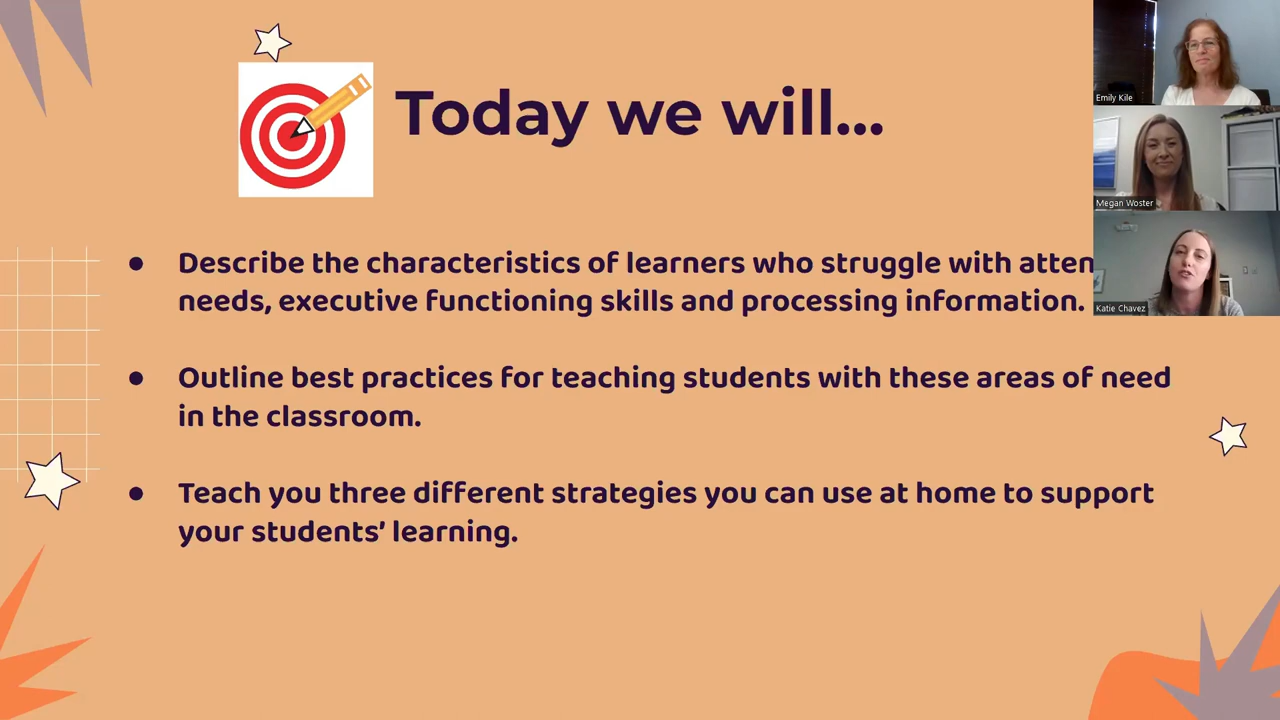 Today we will...
Describe the characteristics of learners who struggle with atten
needs, executive functioning skills and processing information.
Outline best practices for teaching students with these areas of need
in the classroom.
Teach you three different strategies you can use at home to support
your students’ learning.
Emily Kile
Megan Woster
Katie Chavez